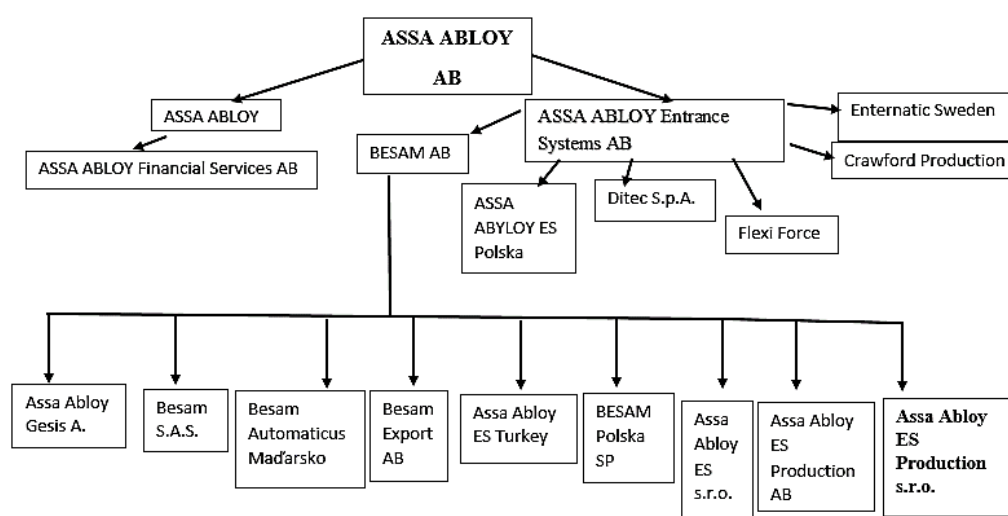 ASSA ABLOY
AB
ASSA ABLOY
ASSA ABLOY Financial Services AB
BESAM AB
ASSA ABLOY Entrance
Systems AB
Enternatic Sweden
Crawford Production
ASSA
ABYLOY ES
Polska
Ditec S.p.A.
Flexi Force
Assa Abloy
Gesis A.
Besam
S.A.S.
Besam
Automaticus
Maďarsko
Besam
Export
AB
Assa Abloy
ES Turkey
BESAM
Polska
SP
Assa
Abloy
ES
s.r.o.
Assa Abloy
ES
Production
AB
Assa Abloy
ES
Production
s.r.o.